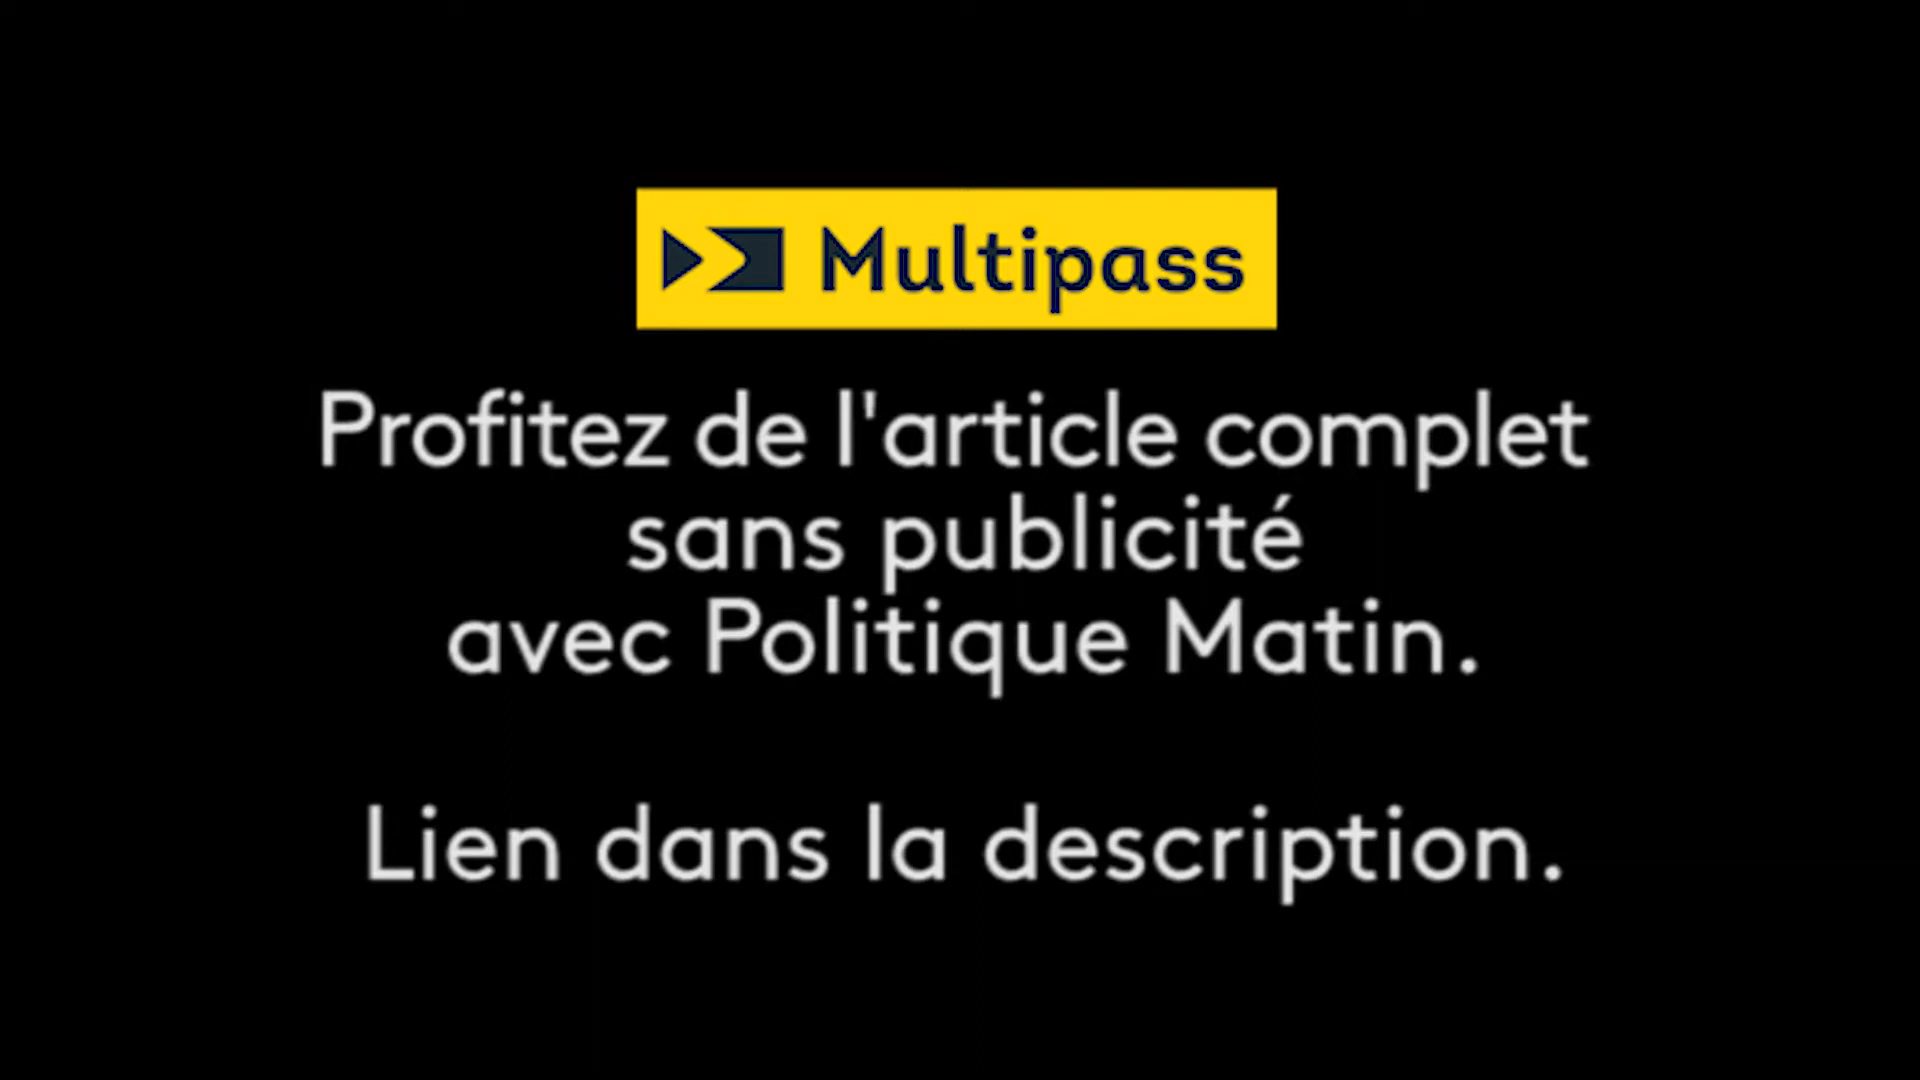 Multipass
Profitez de l'article complet
sans publicité
avec Politique Matin.
Lien dans la description.